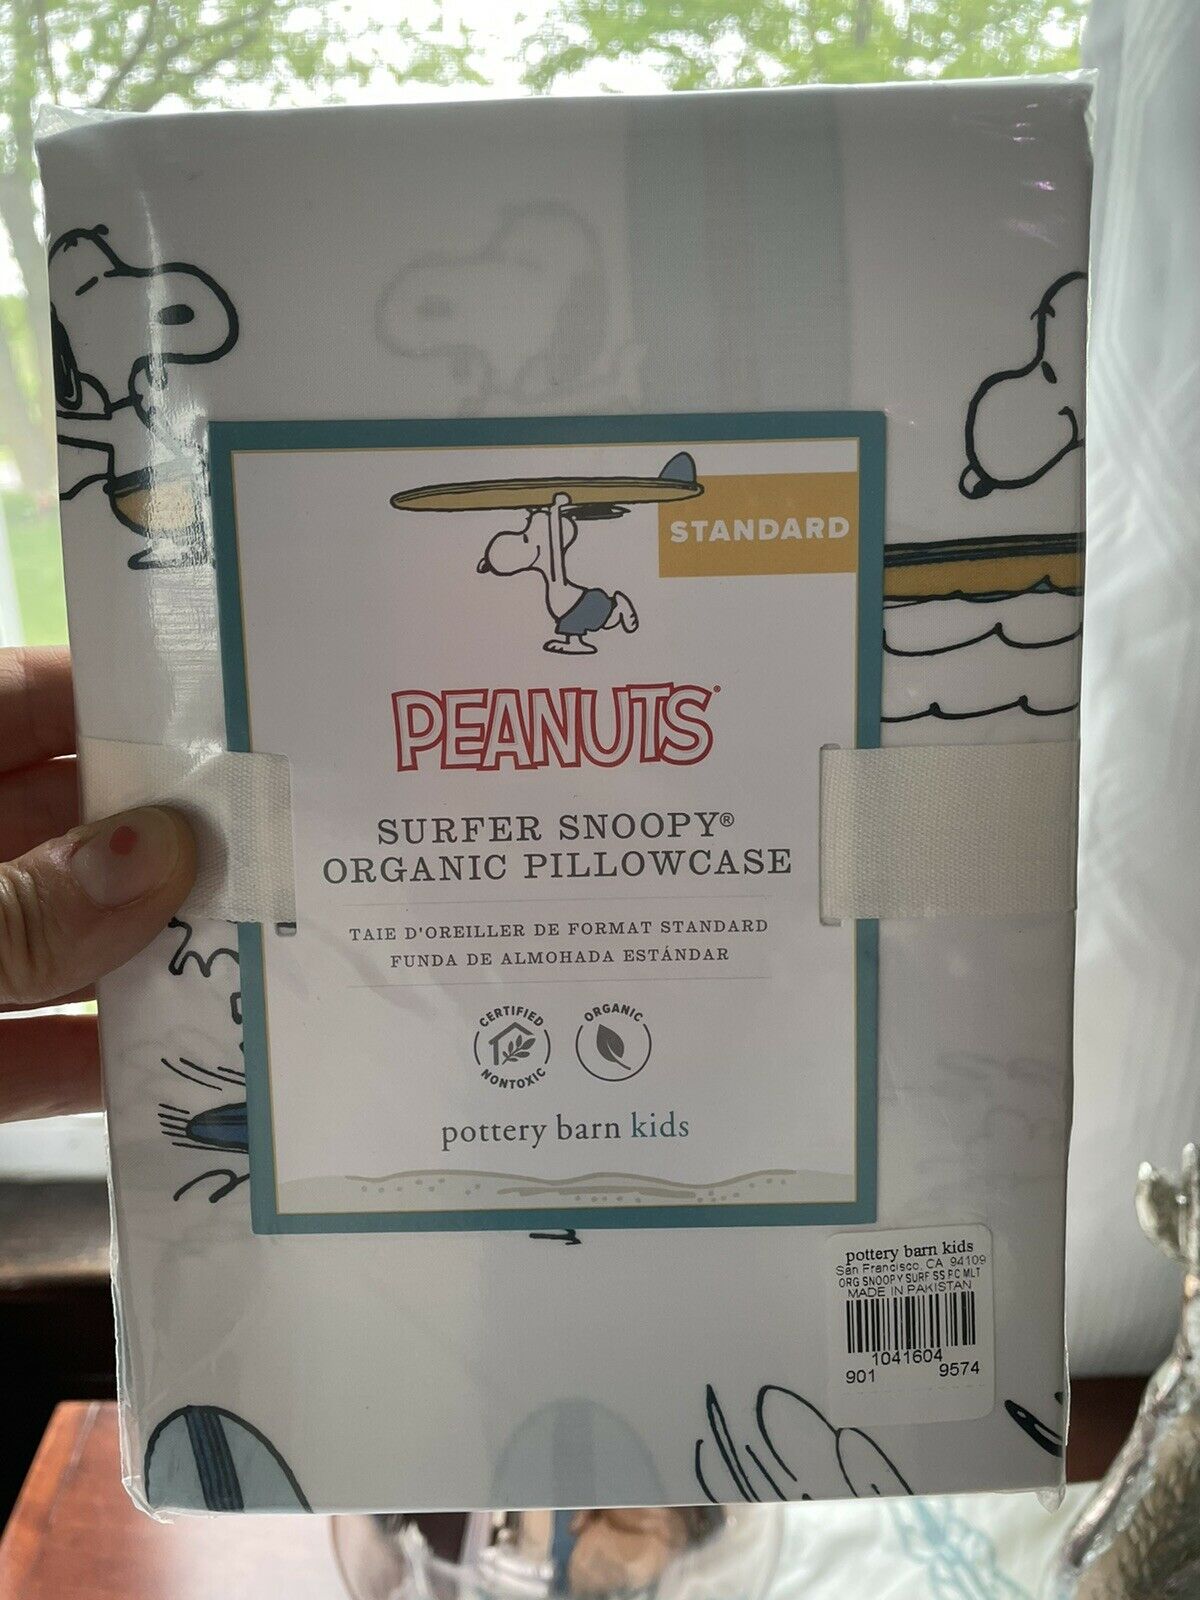 STANDARD
PEANUTS®
SURFER SNOOPY®
ORGANIC PILLOWCASE
TAIE D'OREILLER DE FORMAT STANDARD
FUNDA DE ALMOHADA ESTÁNDAR
CERTIFIED
NONTOXIC
ORGANIC
pottery barn kids
pottery barn kids
San Francisco, CA 94109
ORG SNOOPY SURF SS PC MLT
MADE IN PAKISTAN
1041604
901 9574